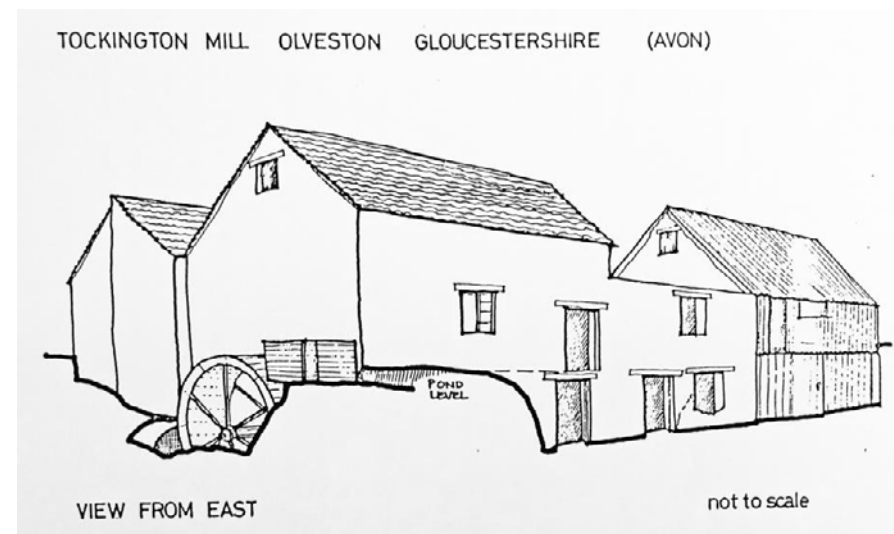 TOCKINGTON MILL OLVESTON GLOUCESTERSHIRE (AVON)
POND
LEVEL
VIEW FROM EAST
not to scale